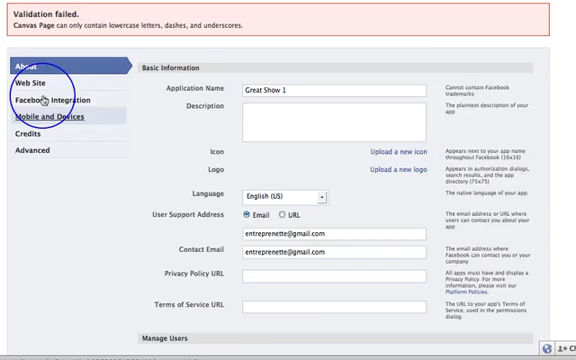 Validation failed.
Canvas Page can only contain lowercase letters, dashes, and underscores.
About
Web Site
Facebook Integration
Mobile and Devices
Credits
Advanced
Basic Information
Application Name
Great Show 1
Cannot contain Facebook
trademarks
Description
The plaintext description of your
app
Icon
Upload a new icon
Appears next to your app name
throughout Facebook (16x16)
Logo
Upload a new logo
Appears in authorization dialogs,
search results, and the app
directory (75x75)
Language
English (US)
The native language of your app.
User Support Address
Email
URL
The email address or URL where
users can contact you about your
app
entreprenette@gmail.com
Contact Email
entreprenette@gmail.com
The email address where
Facebook can contact you or your
company
Privacy Policy URL
All apps must have and display a
Privacy Policy. For more
information, please visit our
Platform Policies.
Terms of Service URL
The URL to your app's Terms of
Service, used in the permissions
dialog.
Manage Users